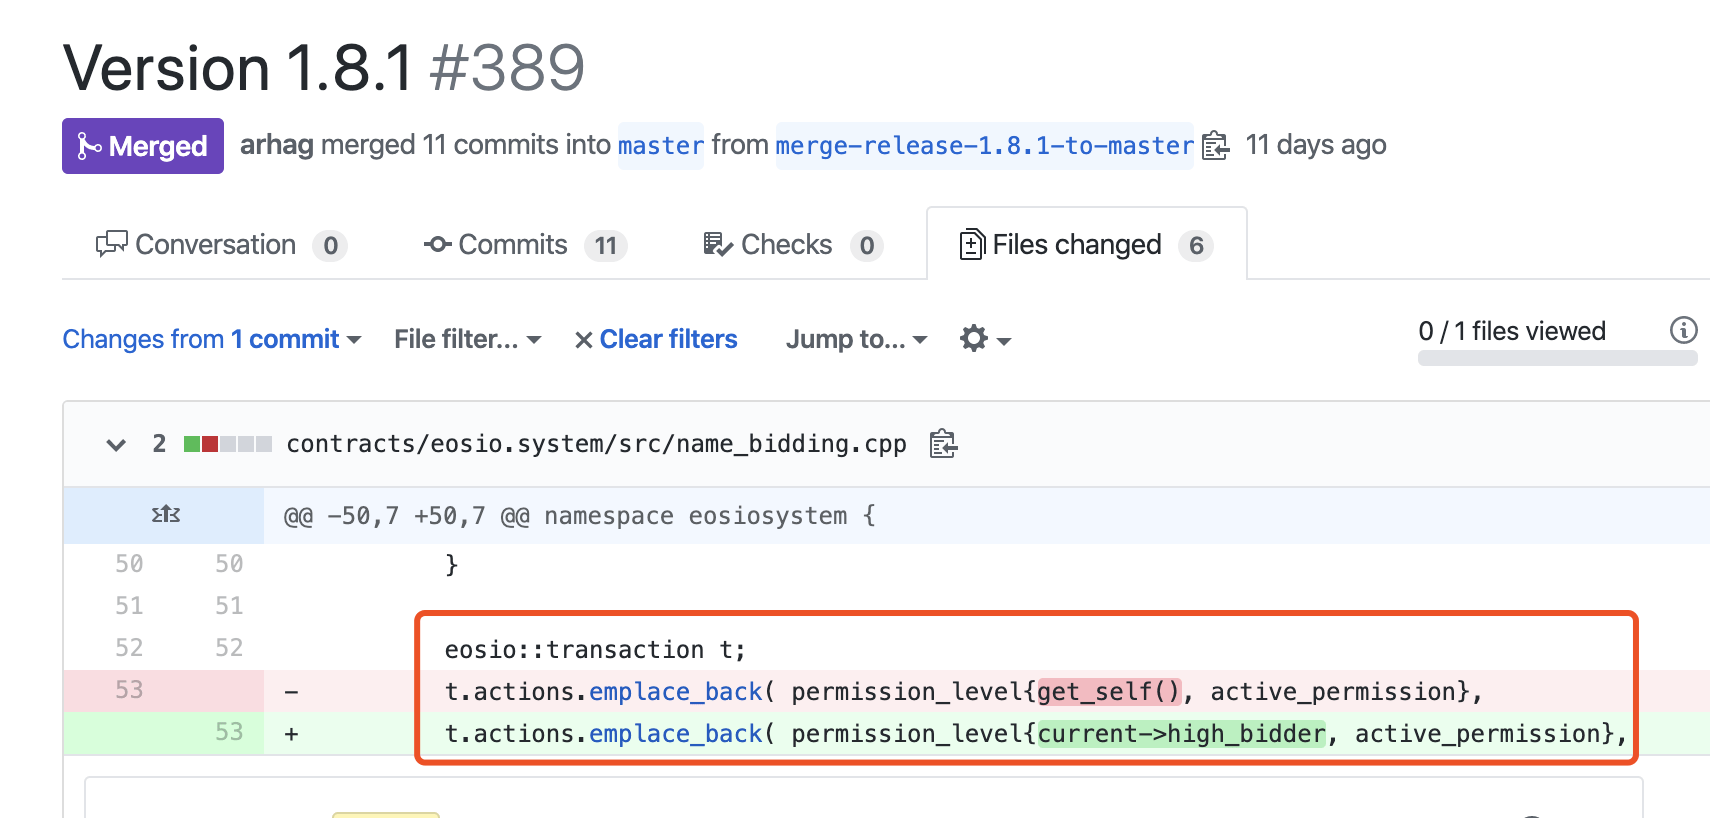 Version 1.8.1 #389
Merged arhag merged 11 commits into master from merge-release-1.8.1-to-master 11 days ago
Conversation 0 Commits 11 Checks 0 Files changed 6
Changes from 1 commit File filter... Clear filters Jump to... 0 / 1 files viewed
2 contracts/eosio.system/src/name_bidding.cpp
@@ -50,7 +50,7 @@ namespace eosiosystem {
50 50 }
51 51
52 52 eosio::transaction t;
53 - t.actions.emplace_back( permission_level{get_self(), active_permission},
53 + t.actions.emplace_back( permission_level{current->high_bidder, active_permission},